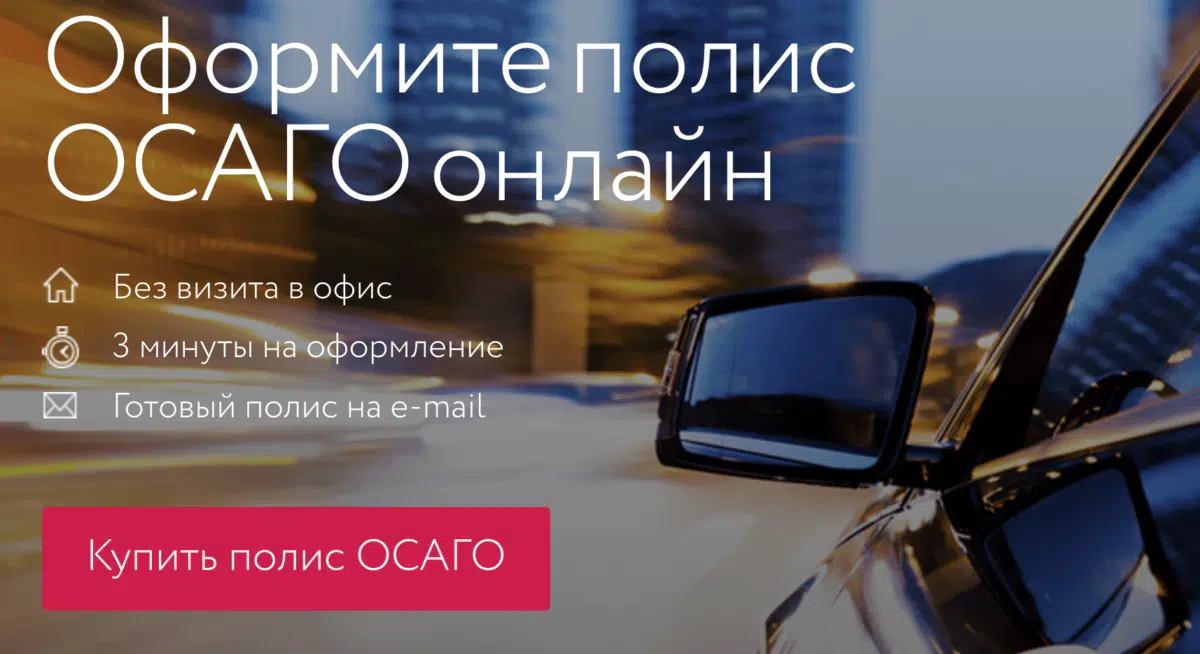 Оформите полис
ОСАГО онлайн
Без визита в офис
3 минуты на оформление
Готовый полис на e-mail
Купить полис ОСАГО